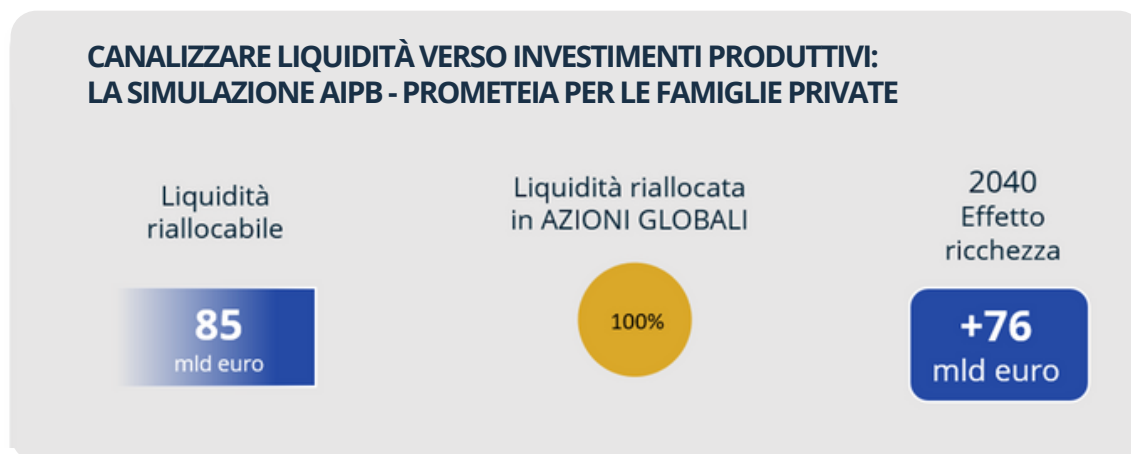 CANALIZZARE LIQUIDITÀ VERSO INVESTIMENTI PRODUTTIVI:
LA SIMULAZIONE AIPB - PROMETEIA PER LE FAMIGLIE PRIVATE
Liquidità
riallocabile
85
mld euro
Liquidità riallocata
in AZIONI GLOBALI
100%
2040
Effetto
ricchezza
+76
mld euro